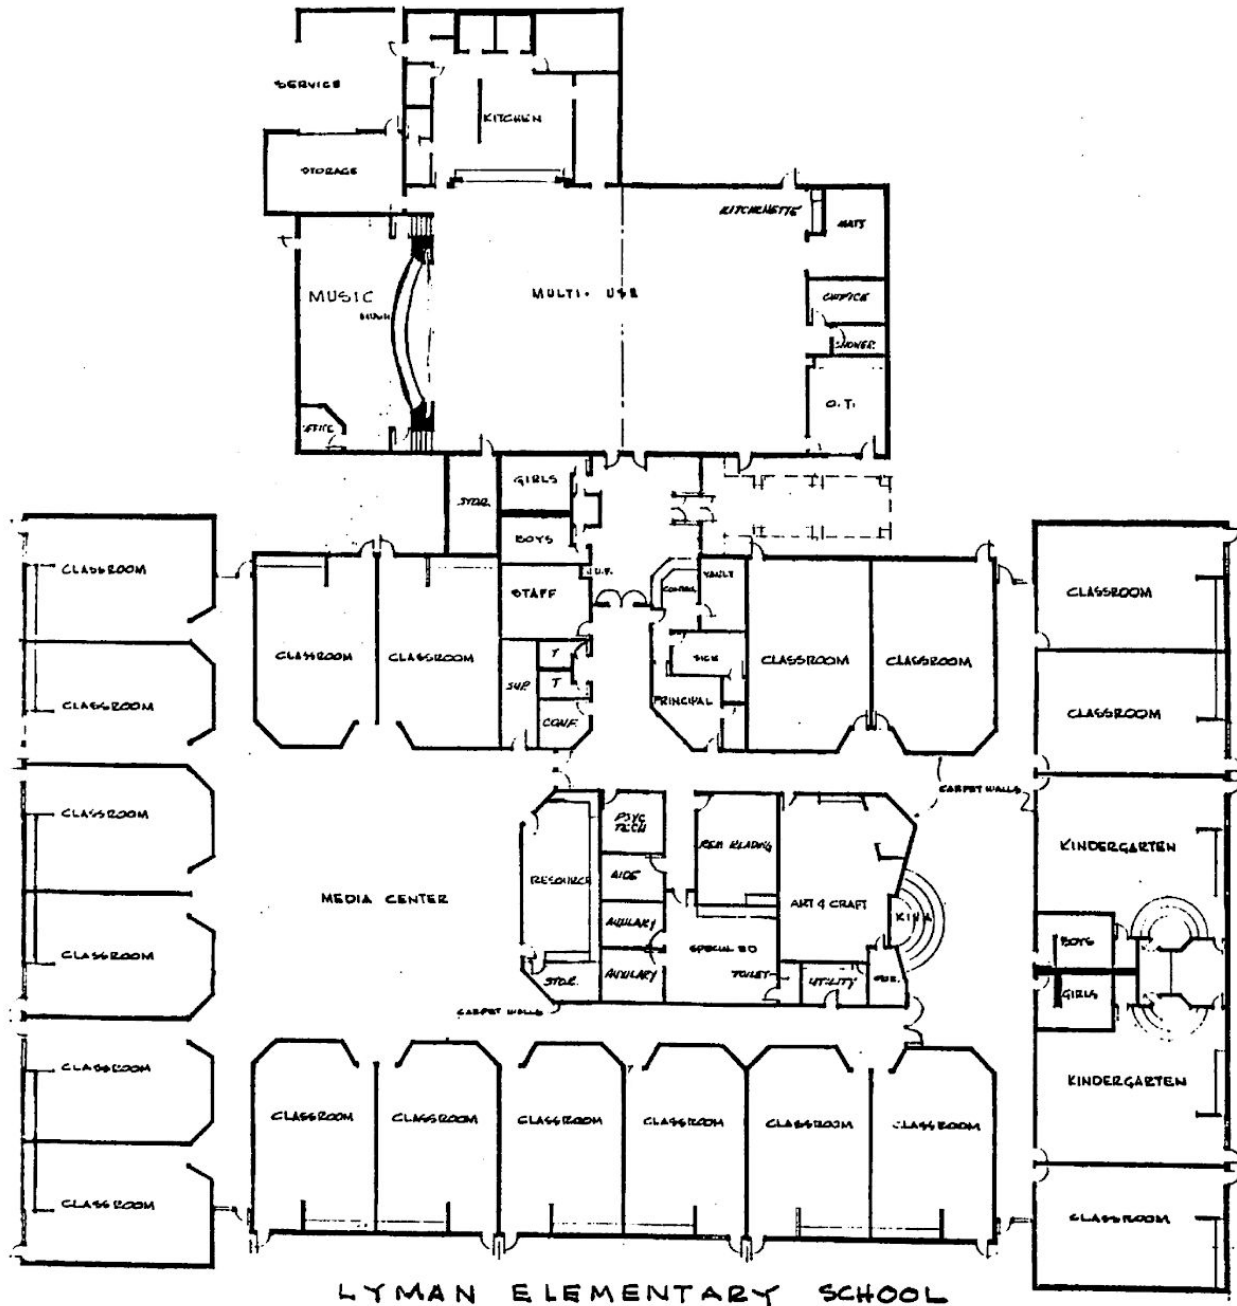 SERVICE
KITCHEN
STORAGE
KITCHENETTE
MATS
MUSIC
MULTI-USE
OFFICE
SHOWER
O.T.
OFFICE
GIRLS
STOR.
BOYS
STAFF
VAULT
CONTROL
CLASSROOM
CLASSROOM
CLASSROOM
CLASSROOM
CLASSROOM
CLASSROOM
SICK
T
T
SUP.
CONF.
PRINCIPAL
CLASSROOM
CLASSROOM
CARPET WALLS
CLASSROOM
PSYC
TECH
REM READING
KINDERGARTEN
RESOURCE
AIDE
MEDIA CENTER
ART & CRAFT
KILN
AUXILARY
SPECIAL ED
BOYS
CLASSROOM
AUXILARY
STOR.
TOILET
UTILITY
GIRLS
CARPET WALLS
CLASSROOM
KINDERGARTEN
CLASSROOM
CLASSROOM
CLASSROOM
CLASSROOM
CLASSROOM
CLASSROOM
CLASSROOM
CLASSROOM
LYMAN ELEMENTARY SCHOOL